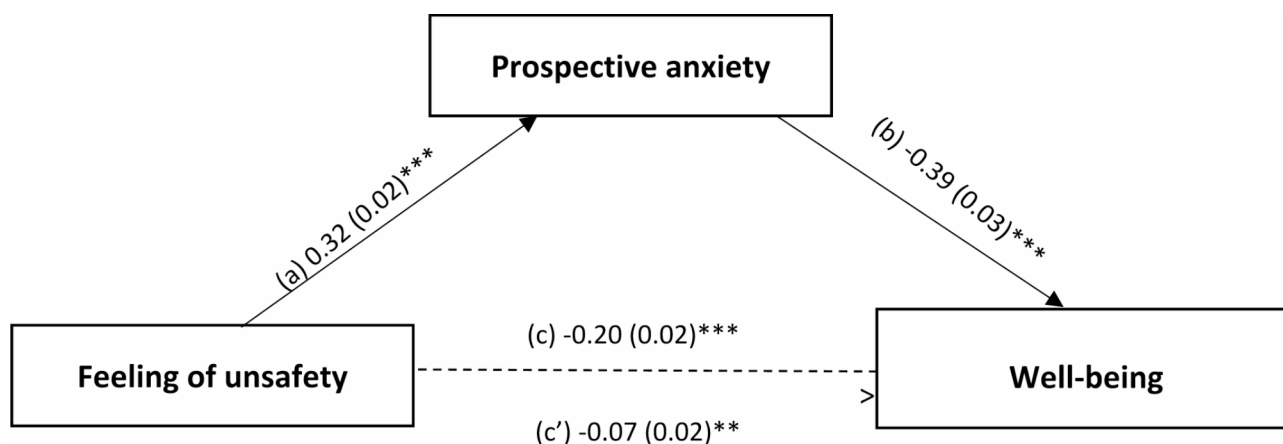 Prospective anxiety
(a) 0.32 (0.02)***
(b) -0.39 (0.03)***
Feeling of unsafety
(c) -0.20 (0.02)***
Well-being
>
(c’) -0.07 (0.02)**